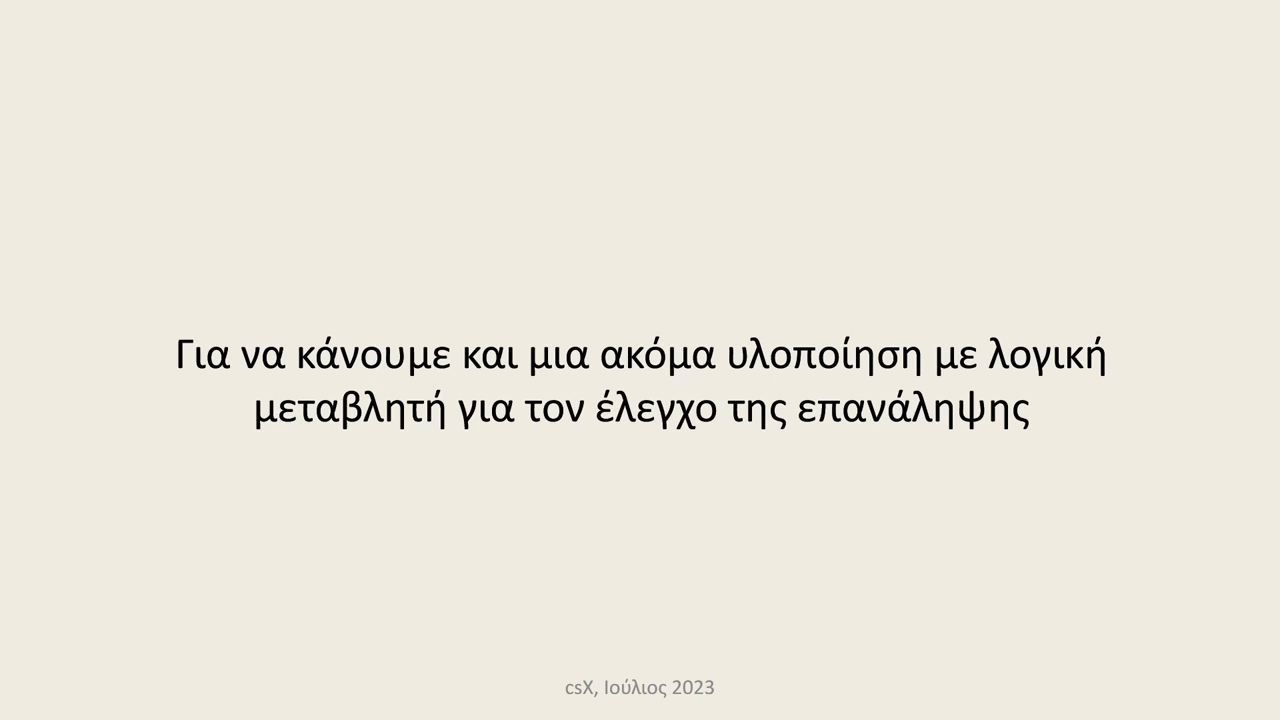 Για να κάνουμε και μια ακόμα υλοποίηση με λογική
μεταβλητή για τον έλεγχο της επανάληψης
csX, Ιούλιος 2023